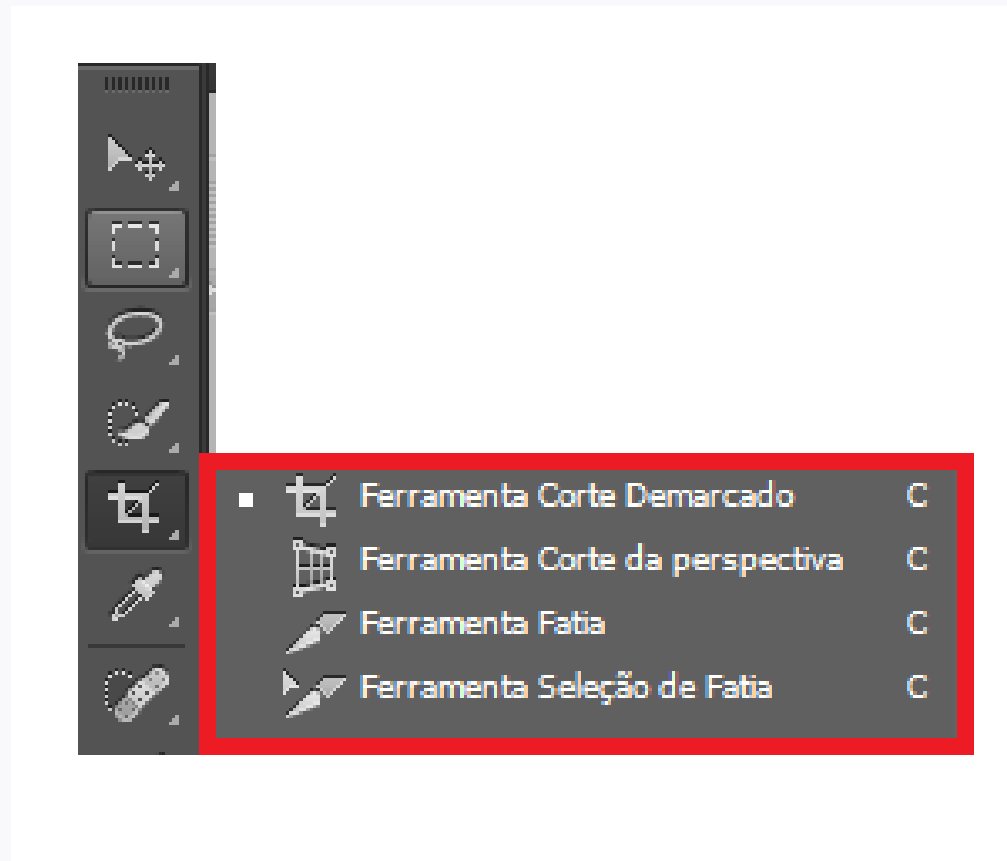 Ferramenta Corte Demarcado C
Ferramenta Corte da perspectiva C
Ferramenta Fatia C
Ferramenta Seleção de Fatia C